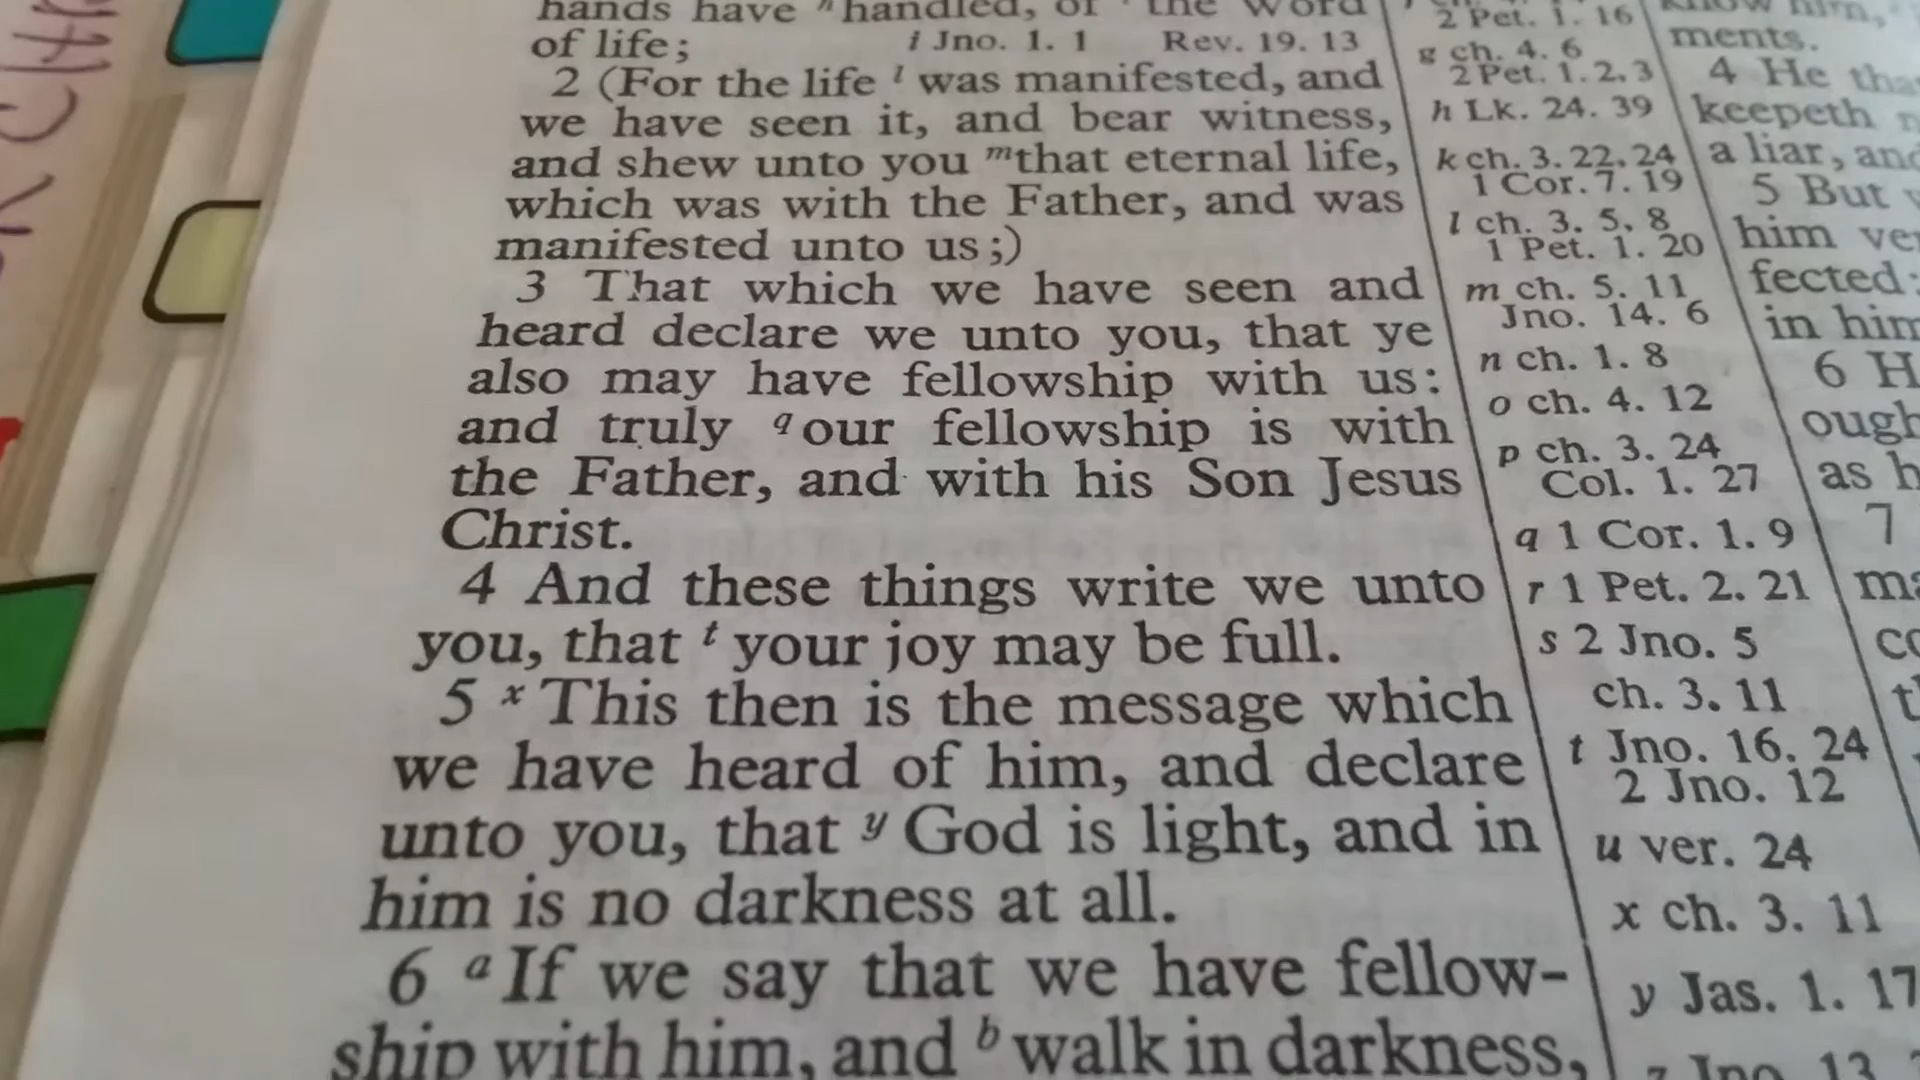 hands have ⁿ handled, of the Word
of life; i Jno. 1. 1 Rev. 19. 13
2 (For the life ˡ was manifested, and
we have seen it, and bear witness,
and shew unto you ᵐthat eternal life,
which was with the Father, and was
manifested unto us;)
3 That which we have seen and
heard declare we unto you, that ye
also may have fellowship with us:
and truly q our fellowship is with
the Father, and with his Son Jesus
Christ.
4 And these things write we unto
you, that ᵗ your joy may be full.
5 ˣ This then is the message which
we have heard of him, and declare
unto you, that ʸ God is light, and in
him is no darkness at all.
6 ᵃ If we say that we have fellow-
ship with him, and ᵇ walk in darkness,
2 Pet. 1. 16
g ch. 4. 6
2 Pet. 1. 2, 3
h Lk. 24. 39
k ch. 3. 22, 24
1 Cor. 7. 19
l ch. 3. 5, 8
1 Pet. 1. 20
m ch. 5. 11
Jno. 14. 6
n ch. 1. 8
o ch. 4. 12
p ch. 3. 24
Col. 1. 27
q 1 Cor. 1. 9
r 1 Pet. 2. 21
s 2 Jno. 5
ch. 3. 11
t Jno. 16. 24
2 Jno. 12
u ver. 24
x ch. 3. 11
y Jas. 1. 17
z Jno. 13
know him,
ments.
4 He
keepeth
a liar, and
5 But
him
fected:
in him
6
as
7